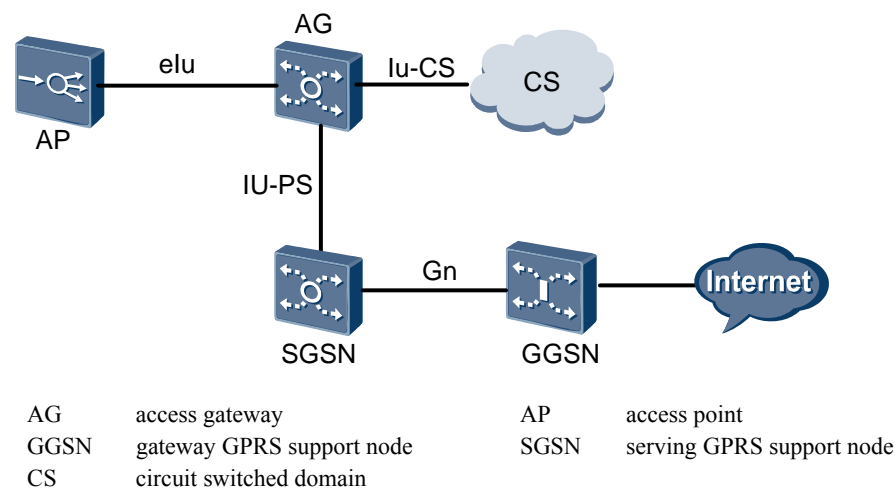 AG
eIu
Iu-CS
CS
AP
IU-PS
Gn
Internet
SGSN
GGSN
AG access gateway AP access point
GGSN gateway GPRS support node SGSN serving GPRS support node
CS circuit switched domain